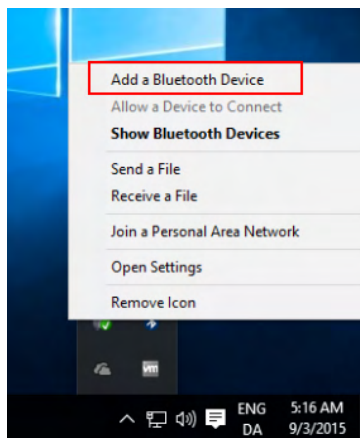 Add a Bluetooth Device
Allow a Device to Connect
Show Bluetooth Devices
Send a File
Receive a File
Join a Personal Area Network
Open Settings
Remove Icon
vm
ENG 5:16 AM
DA 9/3/2015